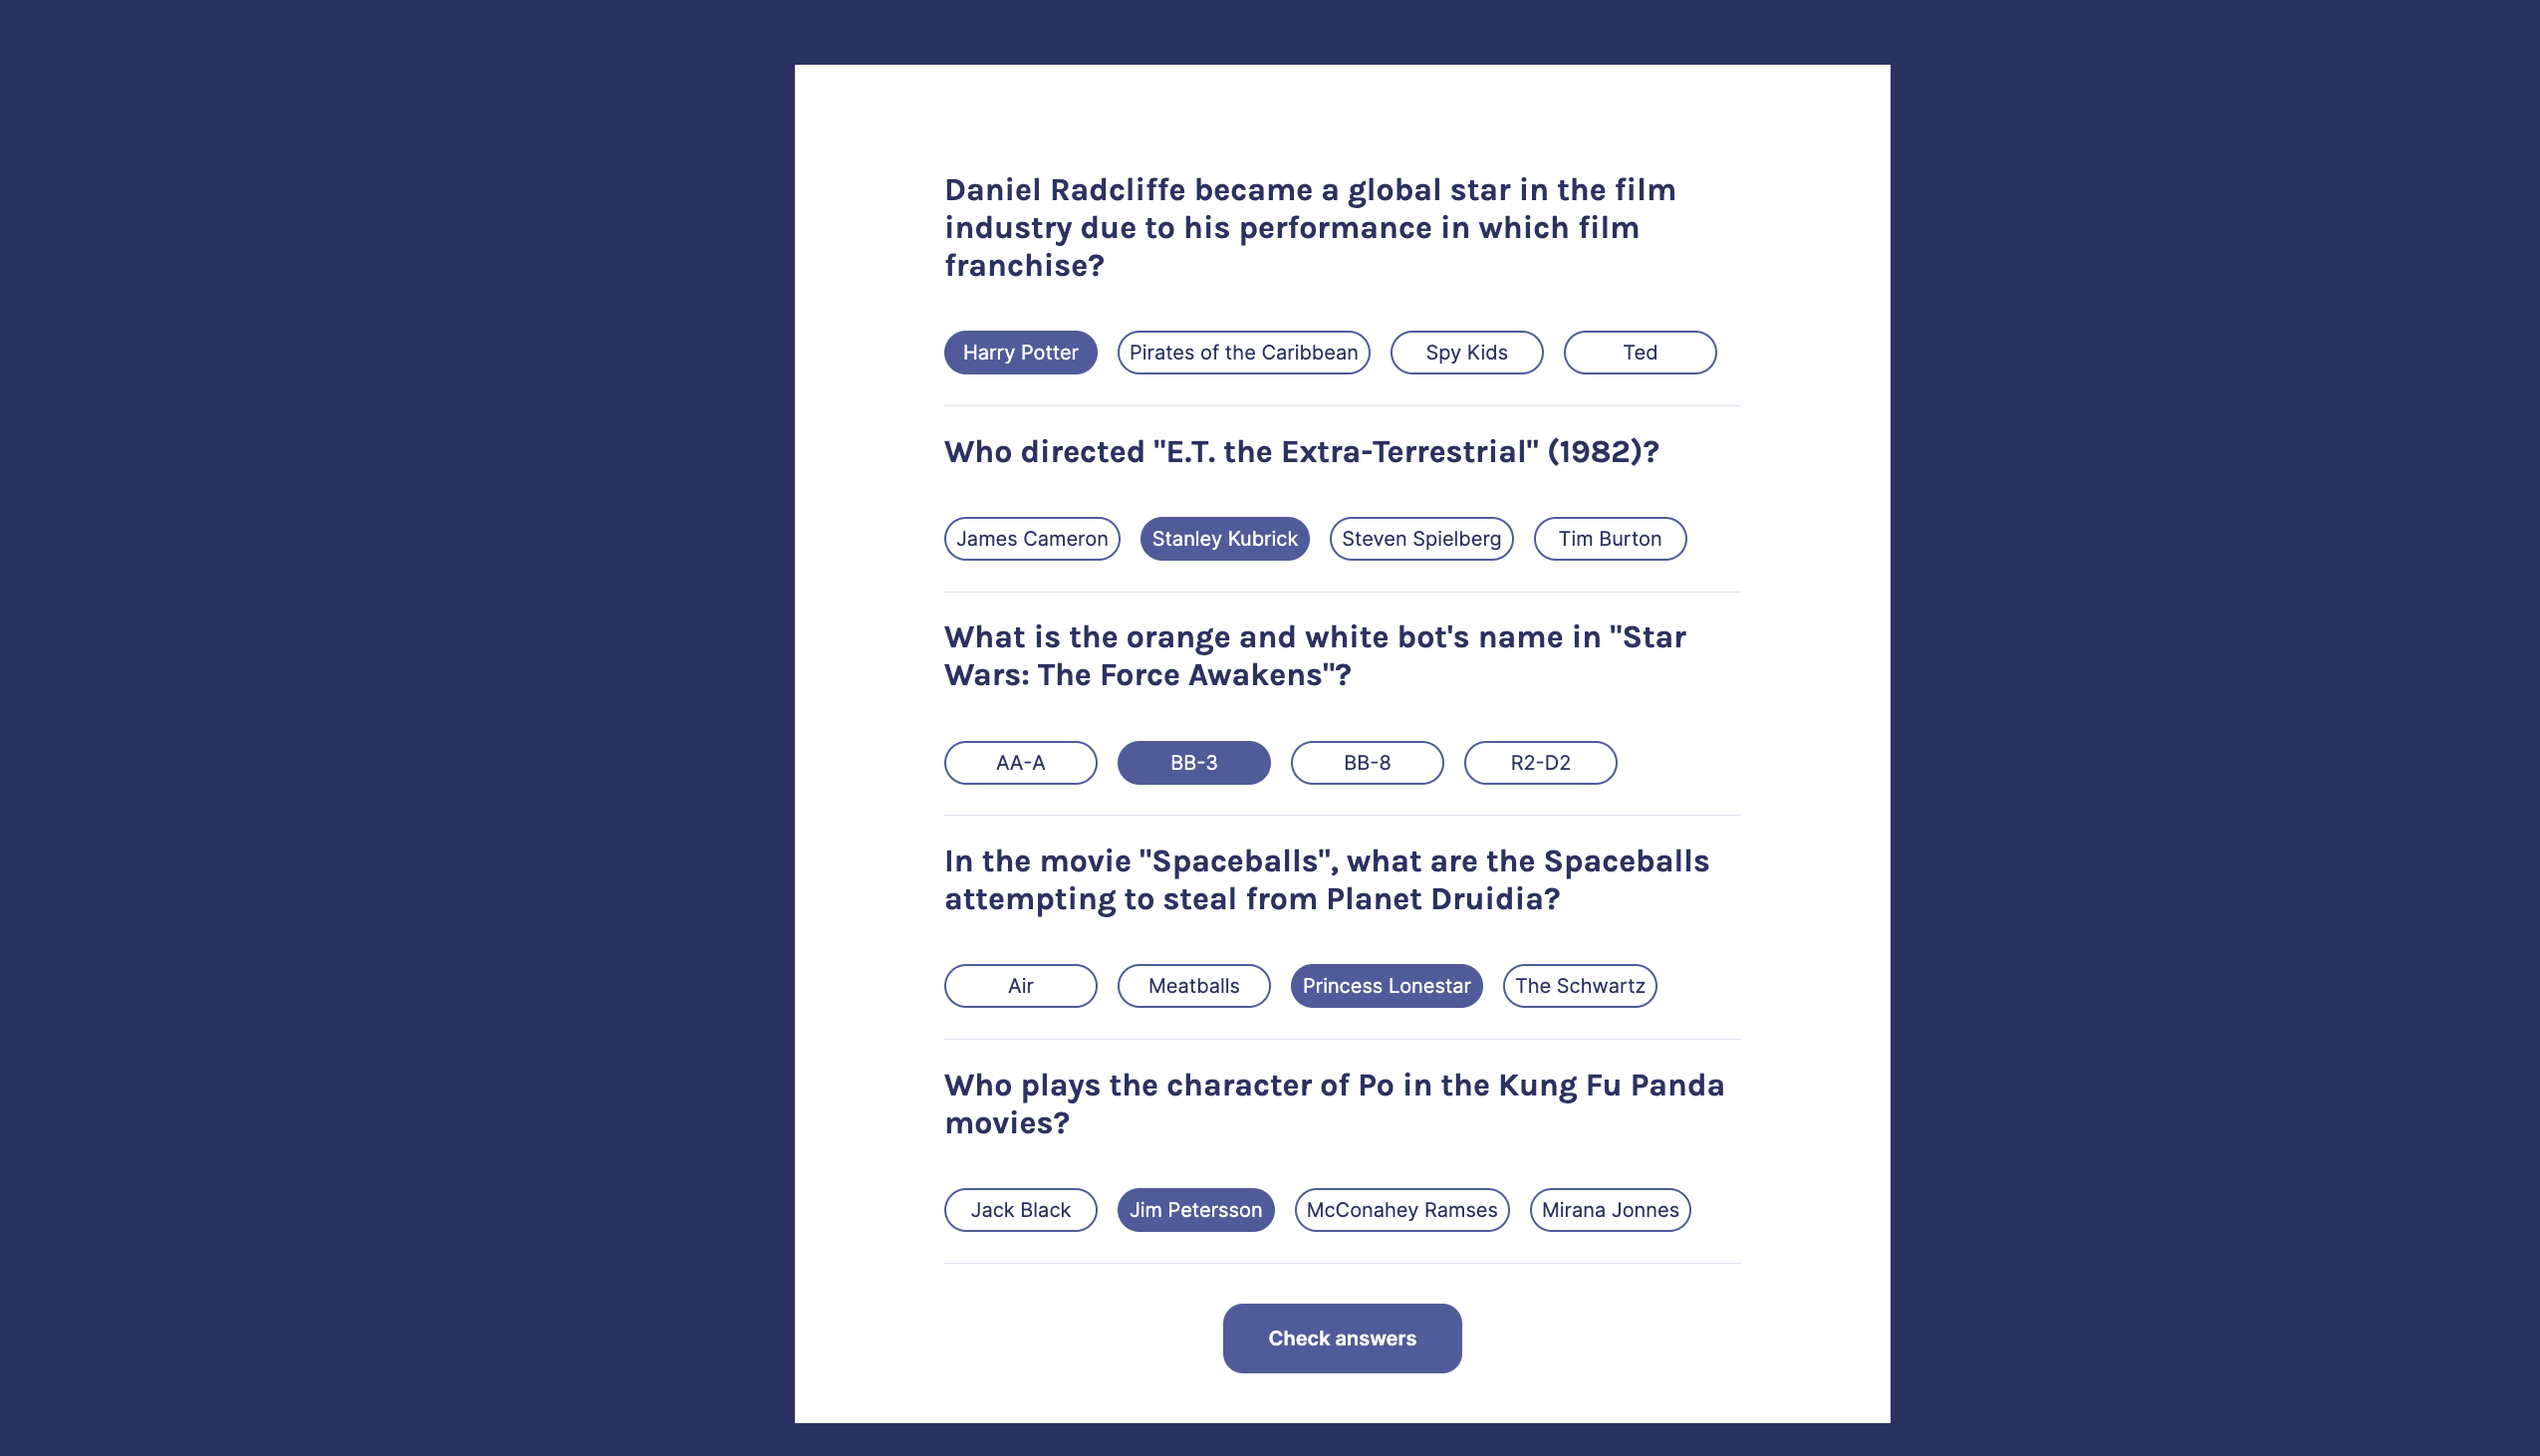 Daniel Radcliffe became a global star in the film
industry due to his performance in which film
franchise?
Harry Potter Pirates of the Caribbean Spy Kids Ted
Who directed "E.T. the Extra-Terrestrial" (1982)?
James Cameron Stanley Kubrick Steven Spielberg Tim Burton
What is the orange and white bot's name in "Star
Wars: The Force Awakens"?
AA-A BB-3 BB-8 R2-D2
In the movie "Spaceballs", what are the Spaceballs
attempting to steal from Planet Druidia?
Air Meatballs Princess Lonestar The Schwartz
Who plays the character of Po in the Kung Fu Panda
movies?
Jack Black Jim Petersson McConahey Ramses Mirana Jonnes
Check answers